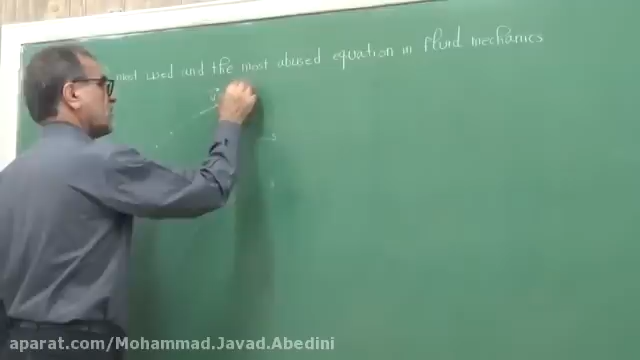 most used and the most abused equation in fluid mechanics
aparat.com/Mohammad.Javad.Abedini